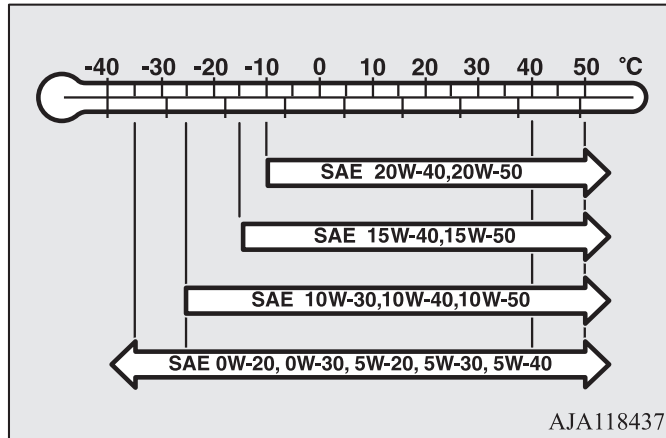 -40 -30 -20 -10 0 10 20 30 40 50 °C
SAE 20W-40,20W-50
SAE 15W-40,15W-50
SAE 10W-30,10W-40,10W-50
SAE 0W-20, 0W-30, 5W-20, 5W-30, 5W-40
AJA118437